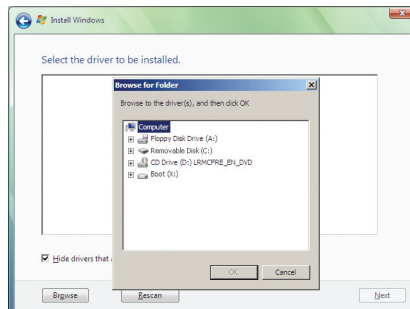 Install Windows
Select the driver to be installed.
Browse for Folder
Browse to the driver(s), and then click OK
Computer
Floppy Disk Drive (A:)
Removable Disk (C:)
CD Drive (D:) LRMCFRE_EN_DVD
Boot (X:)
Hide drivers that
OK
Cancel
Browse
Rescan
Next